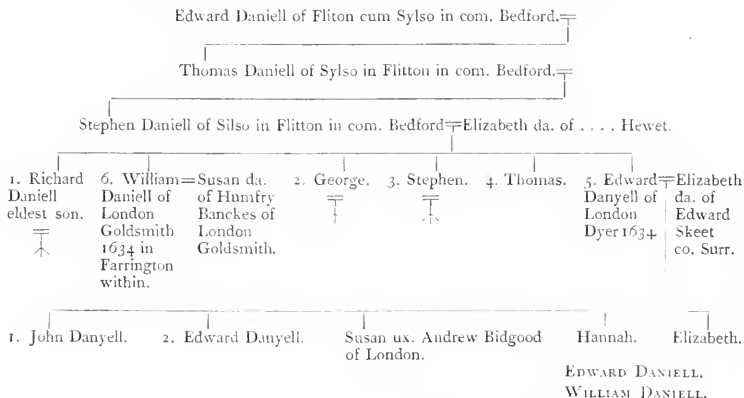 Edward Daniell of Fliton cum Sylso in com. Bedford.
Thomas Daniell of Sylso in Flitton in com. Bedford.
Stephen Daniell of Silso in Flitton in com. Bedford Elizabeth da. of . . . . Hewet.
1. Richard
Daniell
eldest son.
6. William=
Daniell of
London
Goldsmith
1634 in
Farrington
within.
Susan da.
of Humfry
Banckes of
London
Goldsmith.
2. George.
3. Stephen.
4. Thomas.
5. Edward
Danyell of
London
Dyer 1634
Elizabeth
da. of
Edward
Skeet
co. Surr.
1. John Danyell.
2. Edward Danyell.
Susan ux. Andrew Bidgood
of London.
Hannah.
Elizabeth.
EDWARD DANIELL.
WILLIAM DANIELL.